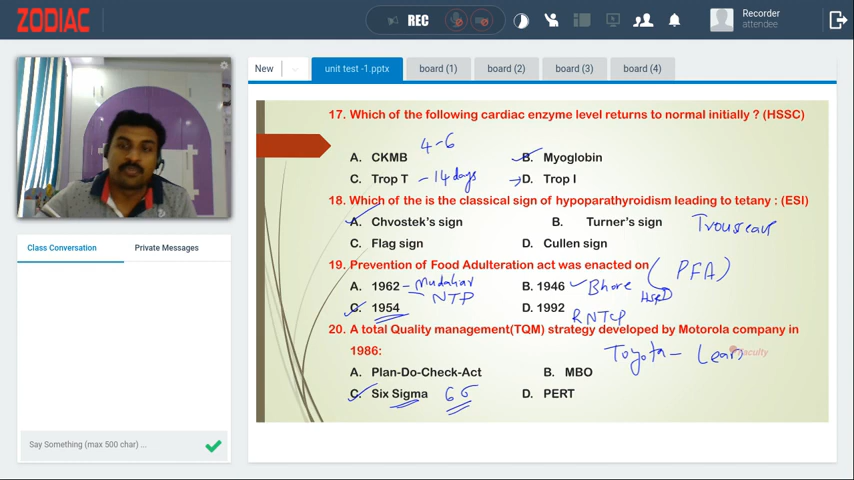 ZODIAC
REC
Recorder
attendee
New
unit test -1.pptx
board (1)
board (2)
board (3)
board (4)
17. Which of the following cardiac enzyme level returns to normal initially ? (HSSC)
4-6
A. CKMB
B. Myoglobin
C. Trop T - 14 days
D. Trop I
18. Which of the is the classical sign of hypoparathyroidism leading to tetany : (ESI)
A. Chvostek's sign
B. Turner's sign
Trouseau
C. Flag sign
D. Cullen sign
19. Prevention of Food Adulteration act was enacted on (PFA)
A. 1962 - Mudaliar
NTP
B. 1946 Bhore
C. 1954
D. 1992
RNTCP
20. A total Quality management(TQM) strategy developed by Motorola company in
1986:
Toyota - Lean
faculty
A. Plan-Do-Check-Act
B. MBO
C. Six Sigma 6σ
D. PERT
Class Conversation
Private Messages
Say Something (max 500 char) ...